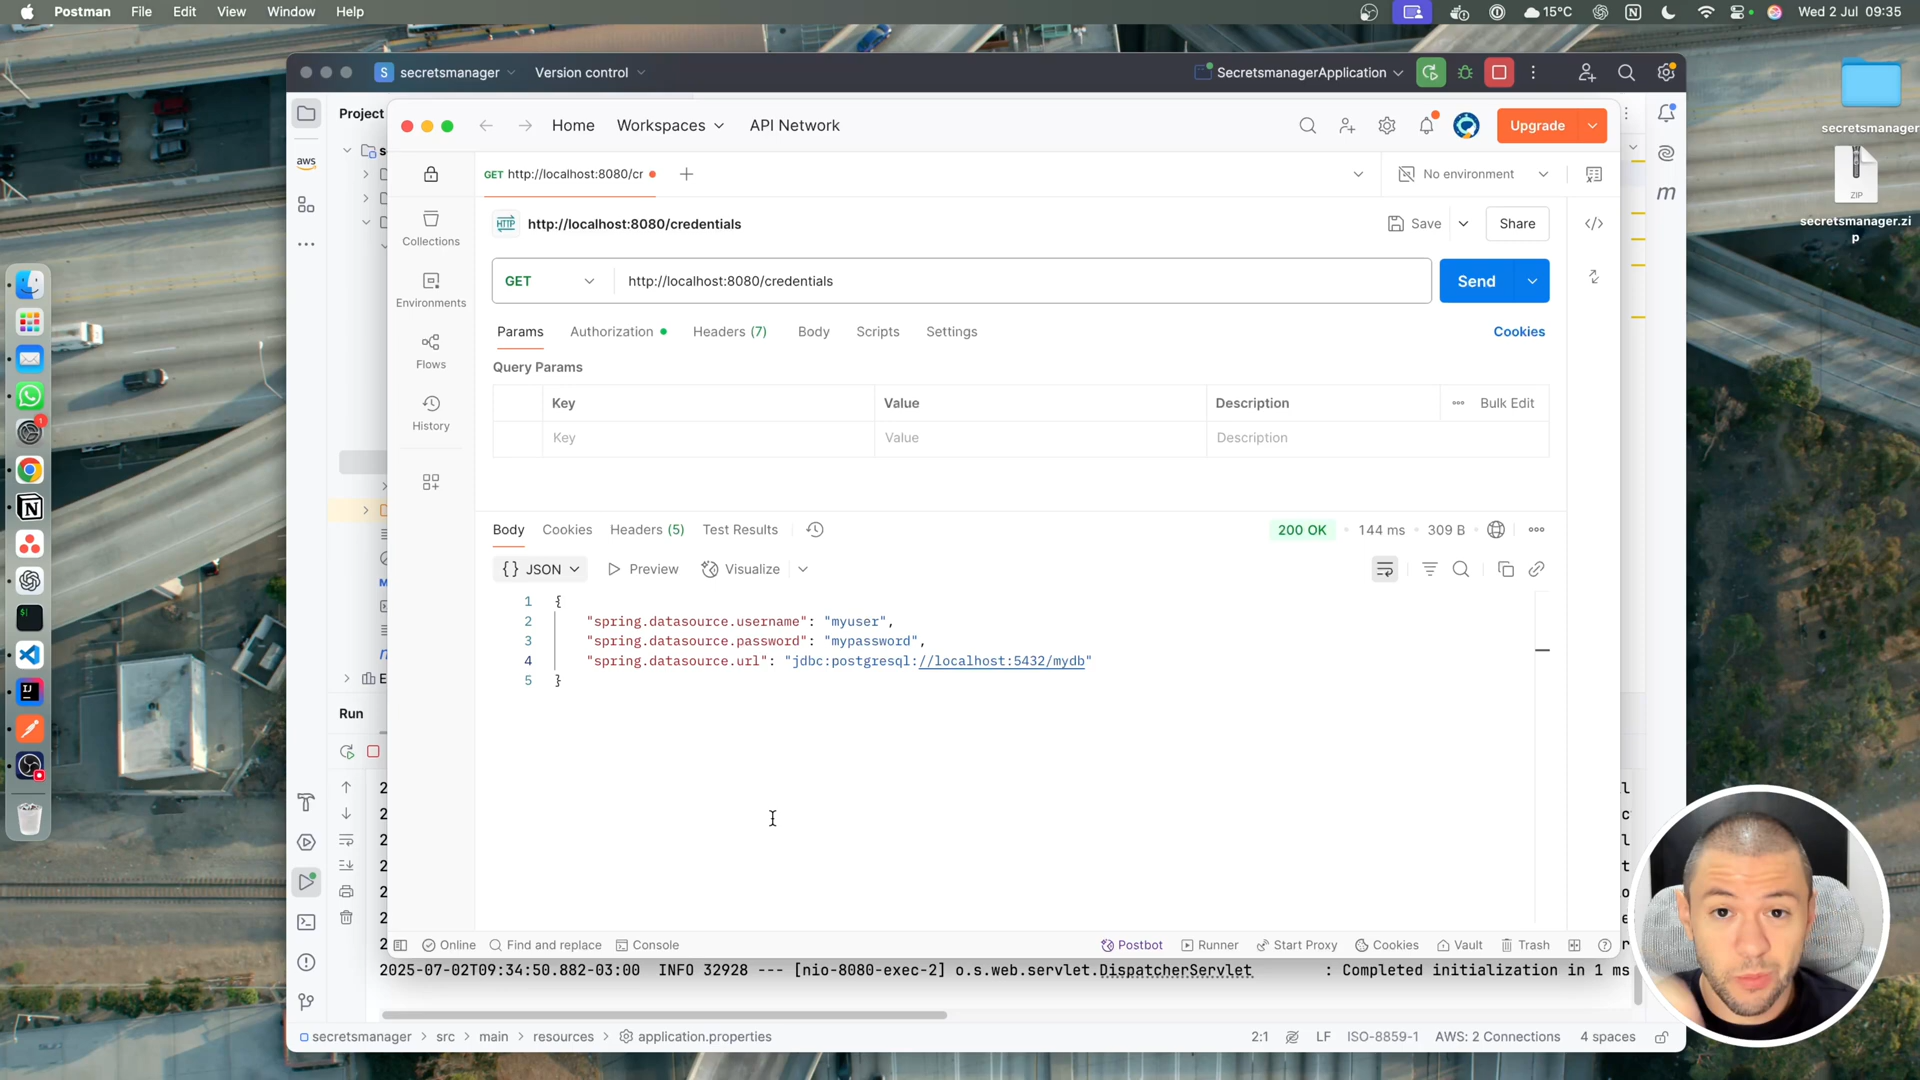 Postman File Edit View Window Help
15°C Wed 2 Jul 09:35
S secretsmanager Version control
SecretsmanagerApplication
secretsmanager
ZIP
secretsmanager.zi
p
Project
aws
Home Workspaces API Network
Upgrade
GET http://localhost:8080/cr
No environment
HTTP http://localhost:8080/credentials
Save Share
Collections
Environments
Flows
History
GET http://localhost:8080/credentials
Send
Params Authorization Headers (7) Body Scripts Settings
Cookies
Query Params
Key Value Description Bulk Edit
Key Value Description
Body Cookies Headers (5) Test Results
200 OK 144 ms 309 B
{} JSON Preview Visualize
1 {
2 "spring.datasource.username": "myuser",
3 "spring.datasource.password": "mypassword",
4 "spring.datasource.url": "jdbc:postgresql://localhost:5432/mydb"
5 }
Run
Online Find and replace Console
Postbot Runner Start Proxy Cookies Vault Trash
2025-07-02T09:34:50.882-03:00 INFO 32928 --- [nio-8080-exec-2] o.s.web.servlet.DispatcherServlet : Completed initialization in 1 ms
secretsmanager > src > main > resources > application.properties
2:1 LF ISO-8859-1 AWS: 2 Connections 4 spaces